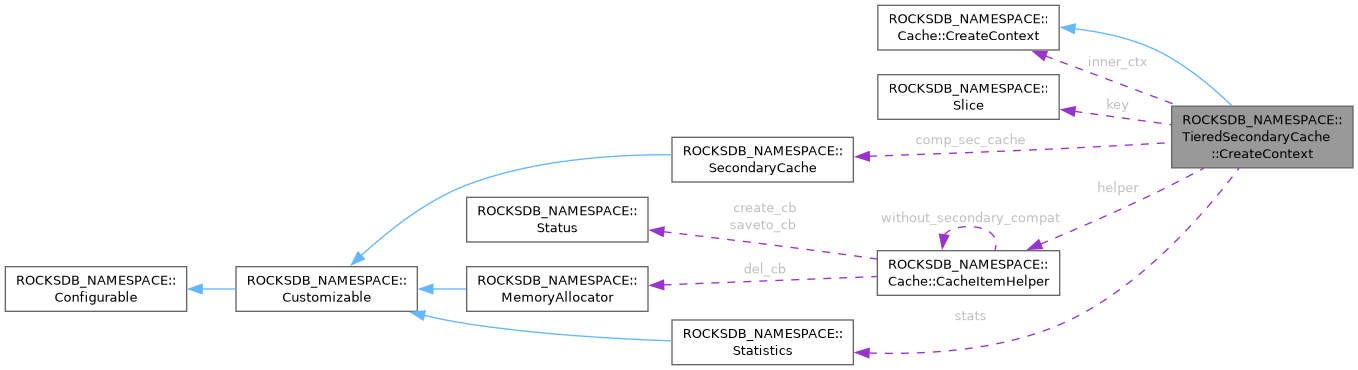 ROCKSDB_NAMESPACE::
Cache::CreateContext
inner_ctx
ROCKSDB_NAMESPACE::
Slice
key
ROCKSDB_NAMESPACE::
TieredSecondaryCache
::CreateContext
ROCKSDB_NAMESPACE::
SecondaryCache
comp_sec_cache
helper
ROCKSDB_NAMESPACE::
Status
create_cb
saveto_cb
without_secondary_compat
ROCKSDB_NAMESPACE::
Configurable
ROCKSDB_NAMESPACE::
Customizable
ROCKSDB_NAMESPACE::
MemoryAllocator
del_cb
ROCKSDB_NAMESPACE::
Cache::CacheItemHelper
stats
ROCKSDB_NAMESPACE::
Statistics